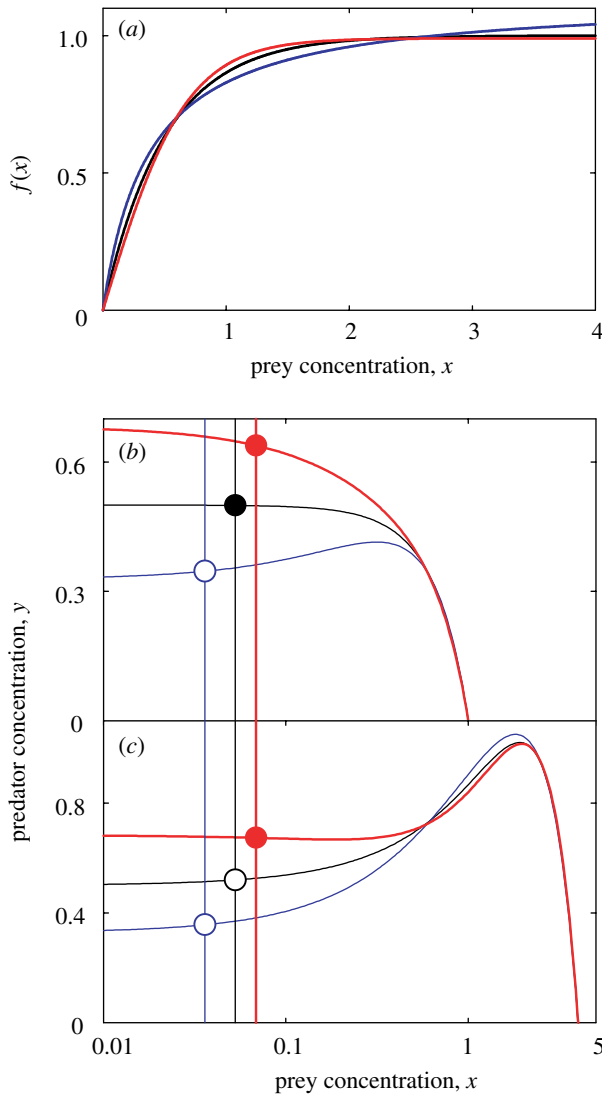 (a)
1.0
0.5
0
f(x)
1 2 3 4
prey concentration, x
(b)
0.6
0.3
0
(c)
0.8
0.4
0
predator concentration, y
0.01 0.1 1 5
prey concentration, x